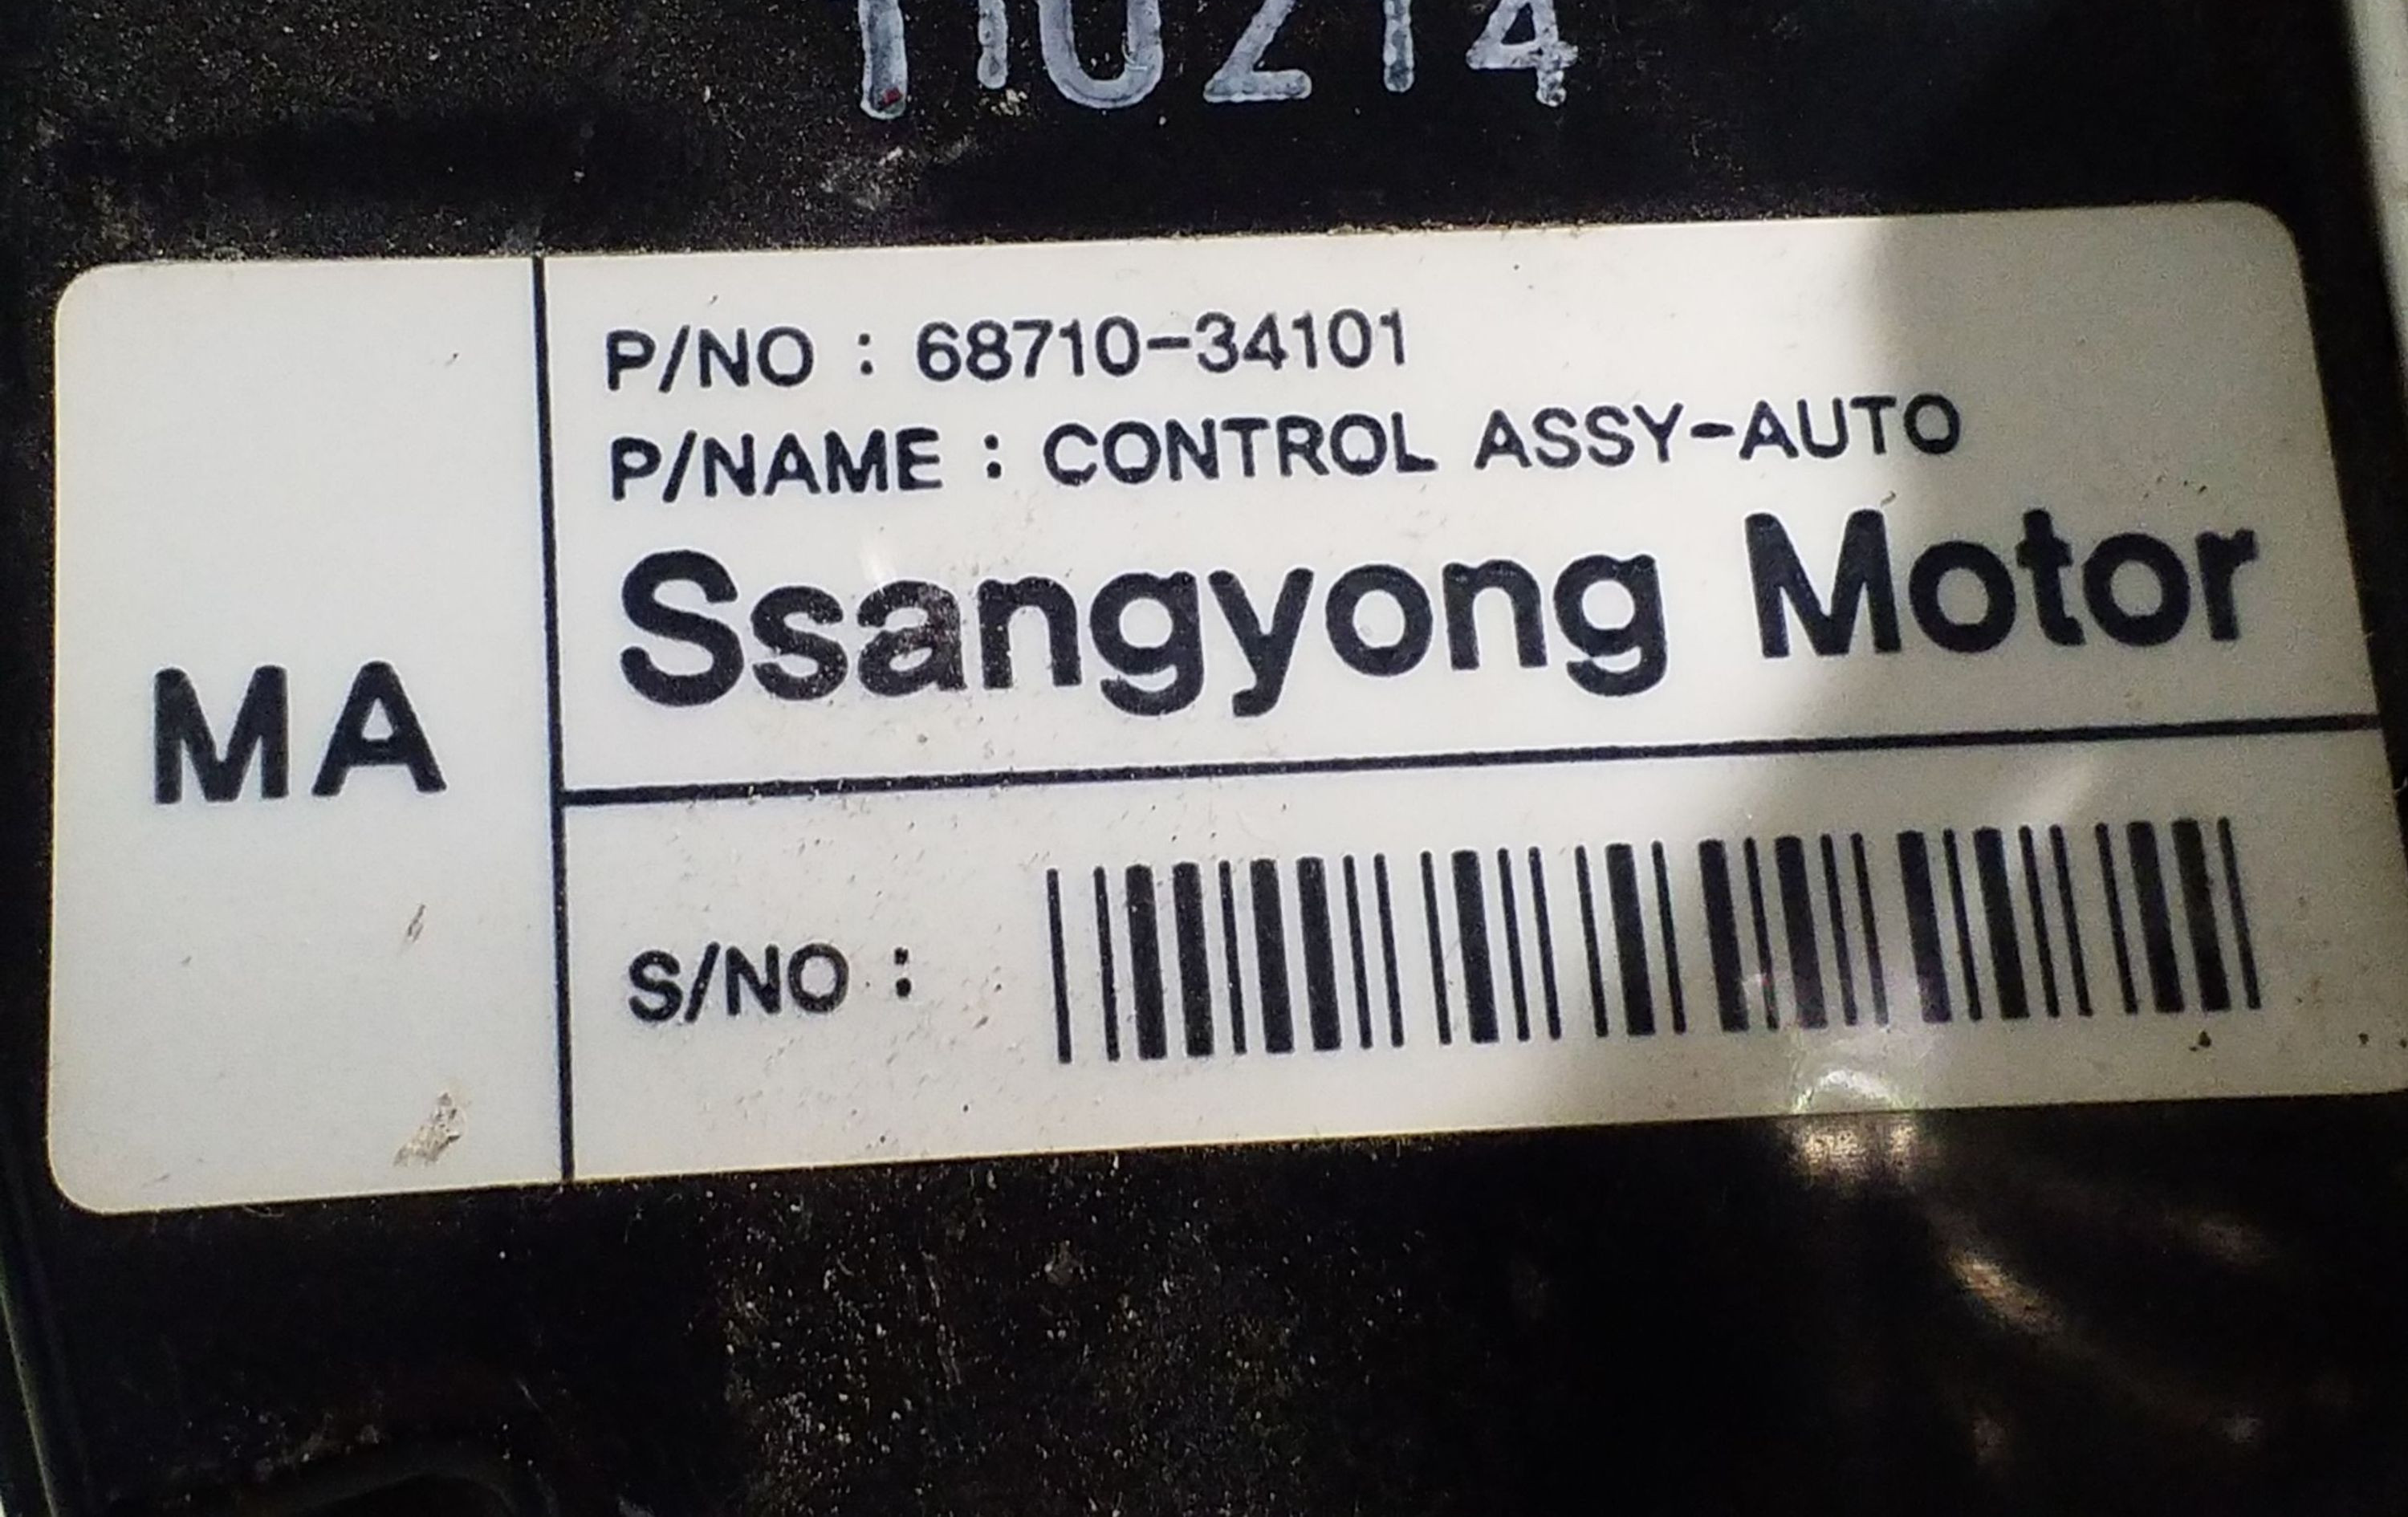 110214
MA
P/NO : 68710-34101
P/NAME : CONTROL ASSY-AUTO
Ssangyong Motor
S/NO :